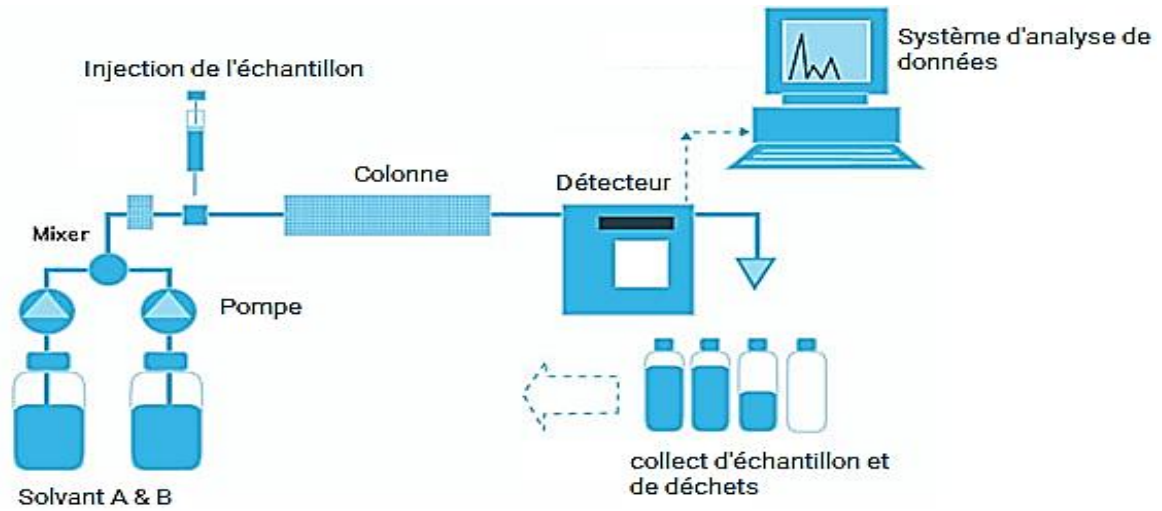 Système d'analyse de
données
Injection de l'échantillon
Colonne
Détecteur
Mixer
Pompe
collect d'échantillon et
de déchets
Solvant A & B